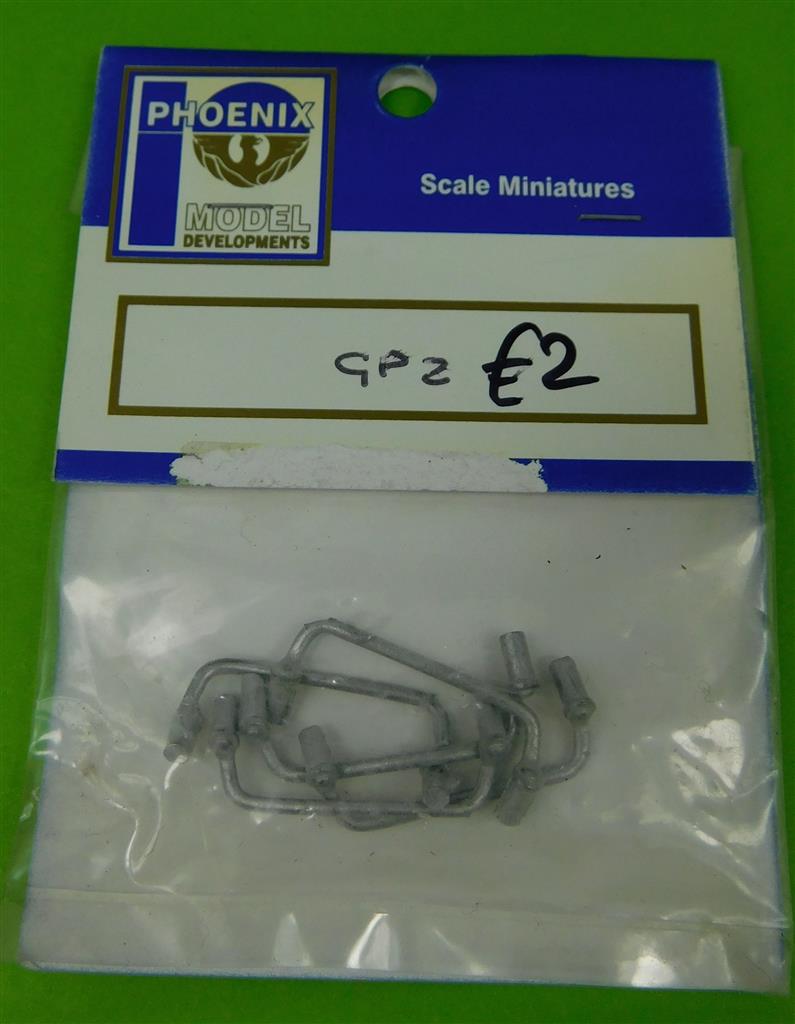 PHOENIX
MODEL
DEVELOPMENTS
Scale Miniatures
GP2 £2